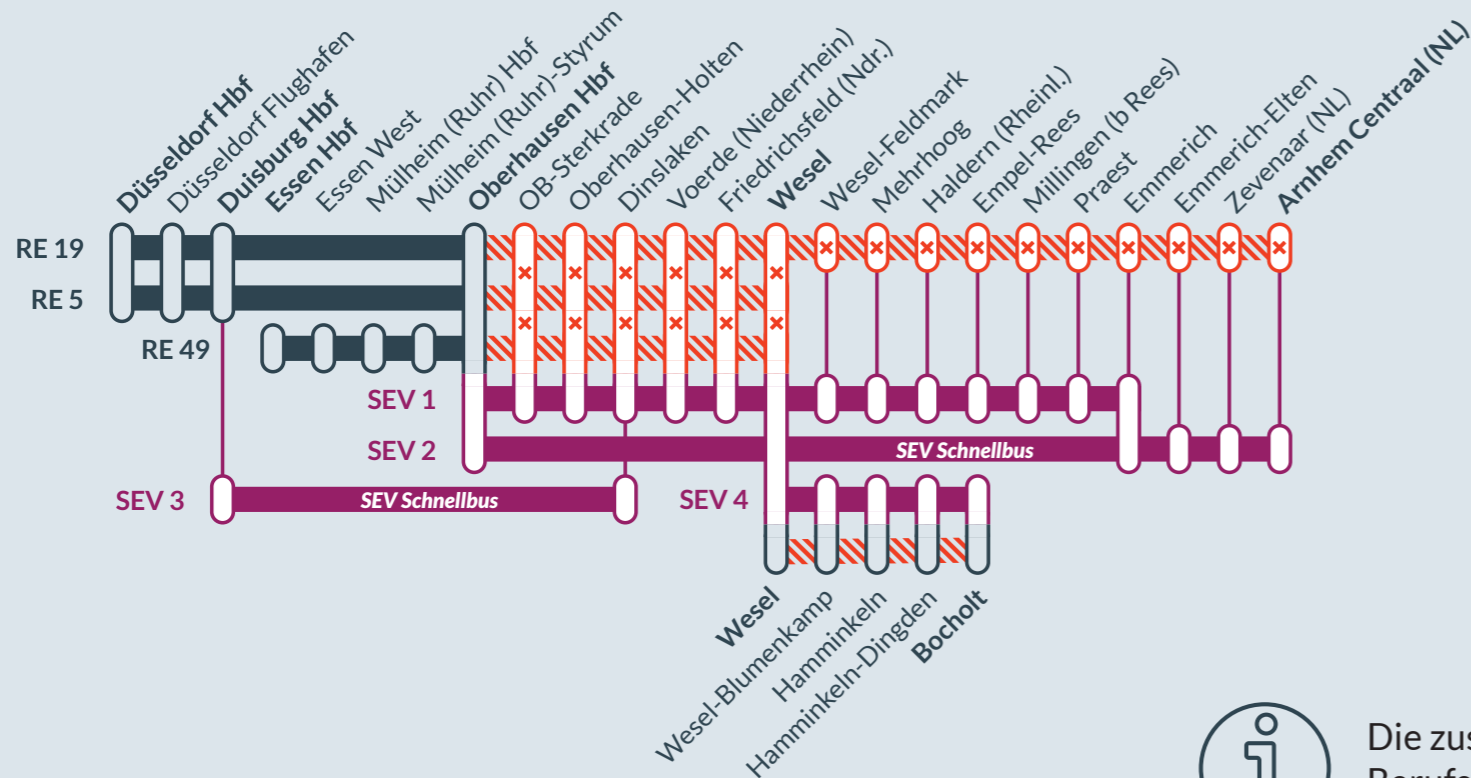 Düsseldorf Hbf
Düsseldorf Flughafen
Duisburg Hbf
Essen Hbf
Essen West
Mülheim (Ruhr) Hbf
Mülheim (Ruhr)-Styrum
Oberhausen Hbf
OB-Sterkrade
Oberhausen-Holten
Dinslaken
Voerde (Niederrhein)
Friedrichsfeld (Ndr.)
Wesel
Wesel-Feldmark
Mehrhoog
Haldern (Rheinl.)
Empel-Rees
Millingen (b Rees)
Praest
Emmerich
Emmerich-Elten
Zevenaar (NL)
Arnhem Centraal (NL)
RE 19
RE 5
RE 49
SEV 1
SEV 2
SEV Schnellbus
SEV 3
SEV Schnellbus
SEV 4
Wesel
Wesel-Blumenkamp
Hamminkeln
Hamminkeln-Dingden
Bocholt
Die zus